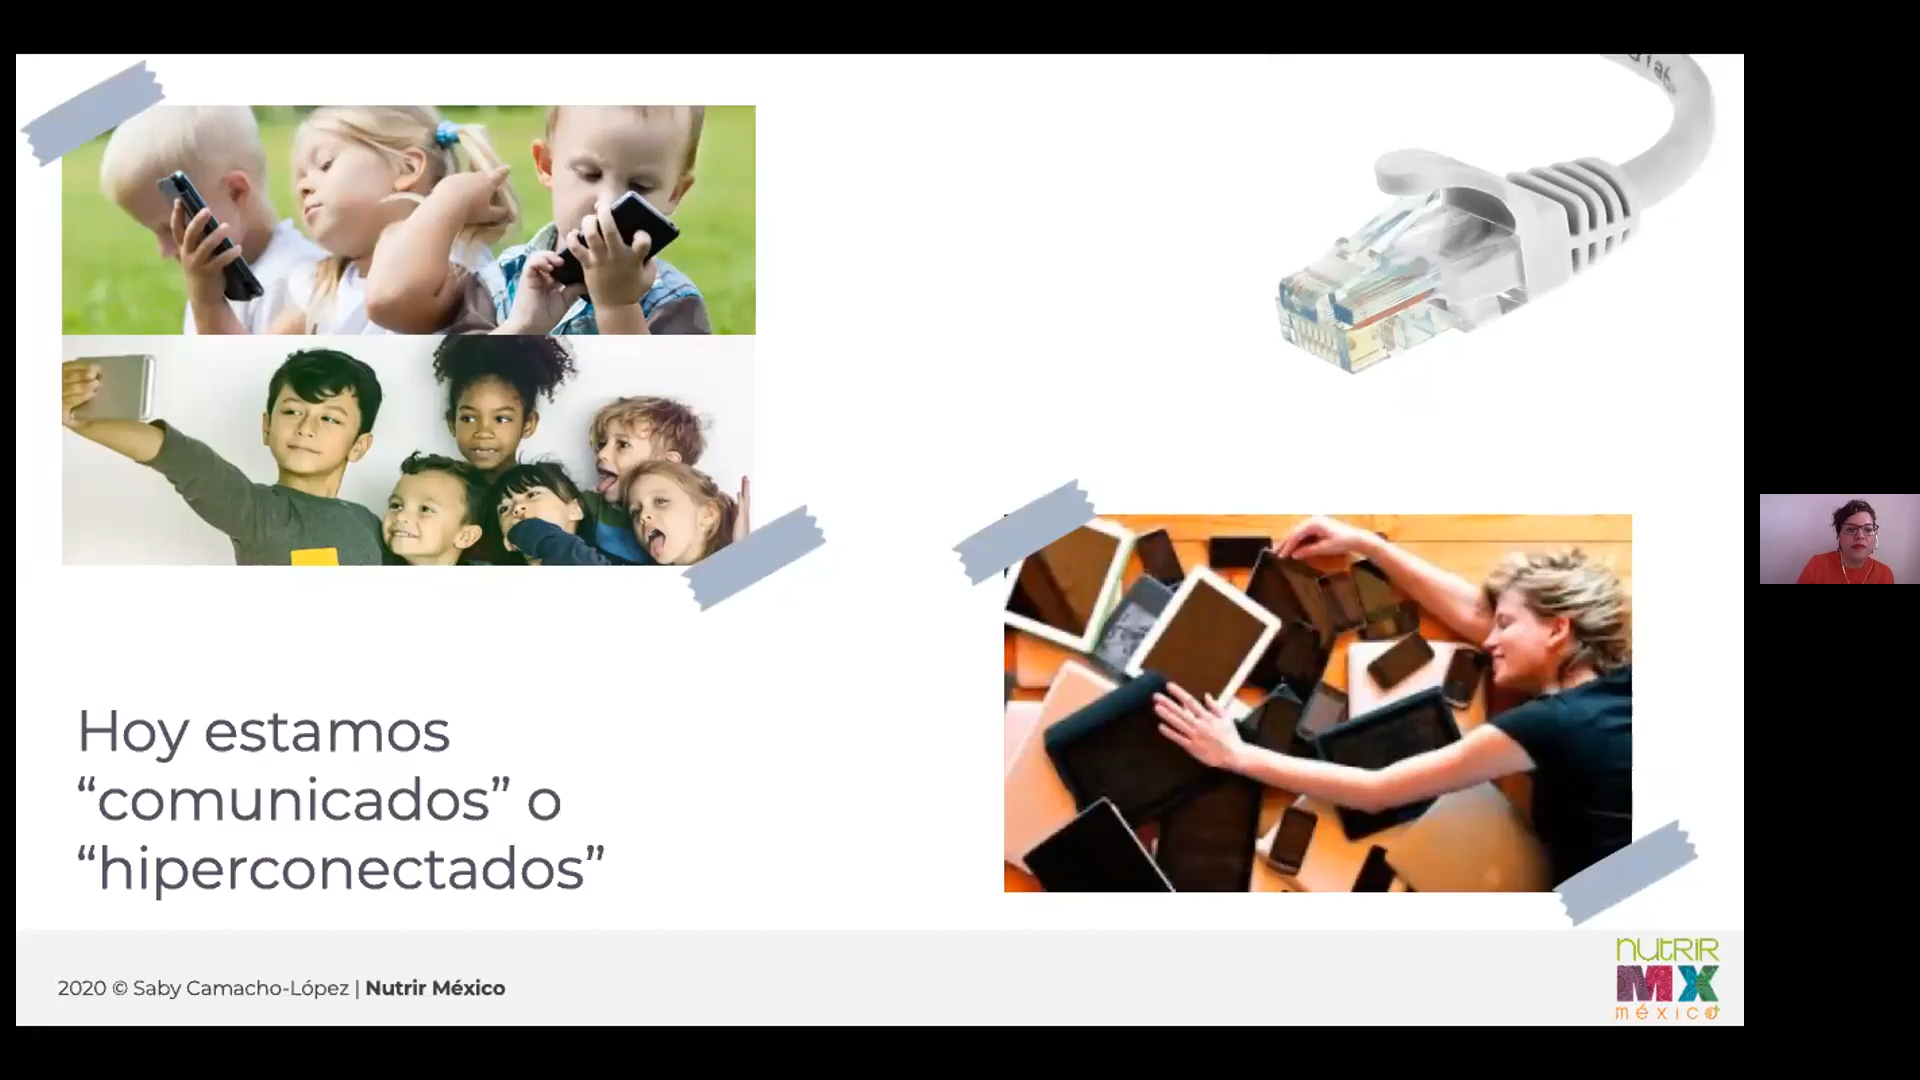 Hoy estamos
“comunicados” o
“hiperconectados”
2020 © Saby Camacho-López | Nutrir México
nutrir
MX
méxico